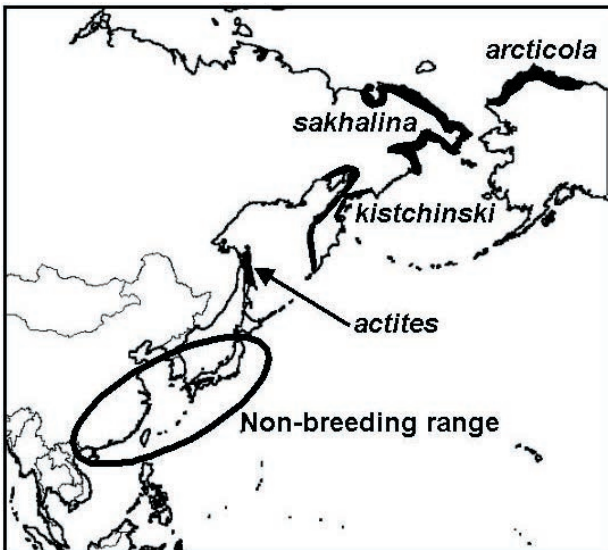 arcticola
sakhalina
kistchinski
actites
Non-breeding range